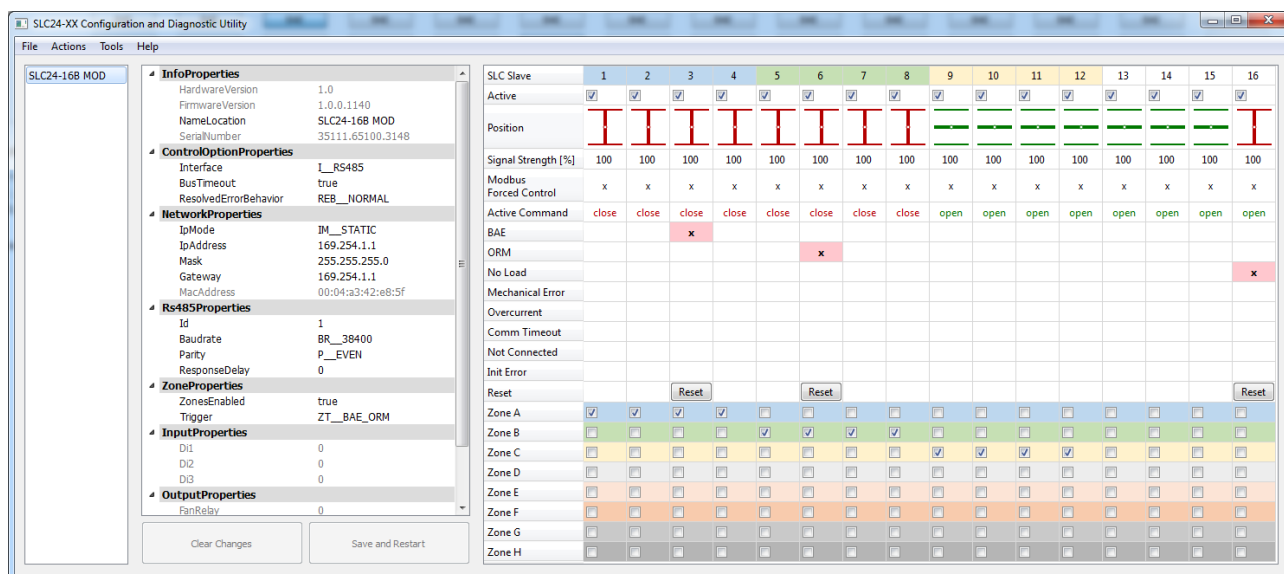 SLC24-XX Configuration and Diagnostic Utility
File Actions Tools Help
SLC24-16B MOD
InfoProperties
HardwareVersion 1.0
FirmwareVersion 1.0.0.1140
NameLocation SLC24-16B MOD
SerialNumber 35111.65100.3148
ControlOptionProperties
Interface I__RS485
BusTimeout true
ResolvedErrorBehavior REB__NORMAL
NetworkProperties
IpMode IM__STATIC
IpAddress 169.254.1.1
Mask 255.255.255.0
Gateway 169.254.1.1
MacAddress 00:04:a3:42:e8:5f
Rs485Properties
Id 1
Baudrate BR__38400
Parity P__EVEN
ResponseDelay 0
ZoneProperties
ZonesEnabled true
Trigger ZT__BAE_ORM
InputProperties
Di1 0
Di2 0
Di3 0
OutputProperties
FanRelay 0
Clear Changes Save and Restart
SLC Slave 1 2 3 4 5 6 7 8 9 10 11 12 13 14 15 16
Active
Position
Signal Strength [%] 100 100 100 100 100 100 100 100 100 100 100 100 100 100 100 100
Modbus
Forced Control x x x x x x x x x x x x x x x x
Active Command close close close close close close close close open open open open open open open open
BAE x
ORM x
No Load x
Mechanical Error
Overcurrent
Comm Timeout
Not Connected
Init Error
Reset Reset Reset Reset
Zone A
Zone B
Zone C
Zone D
Zone E
Zone F
Zone G
Zone H